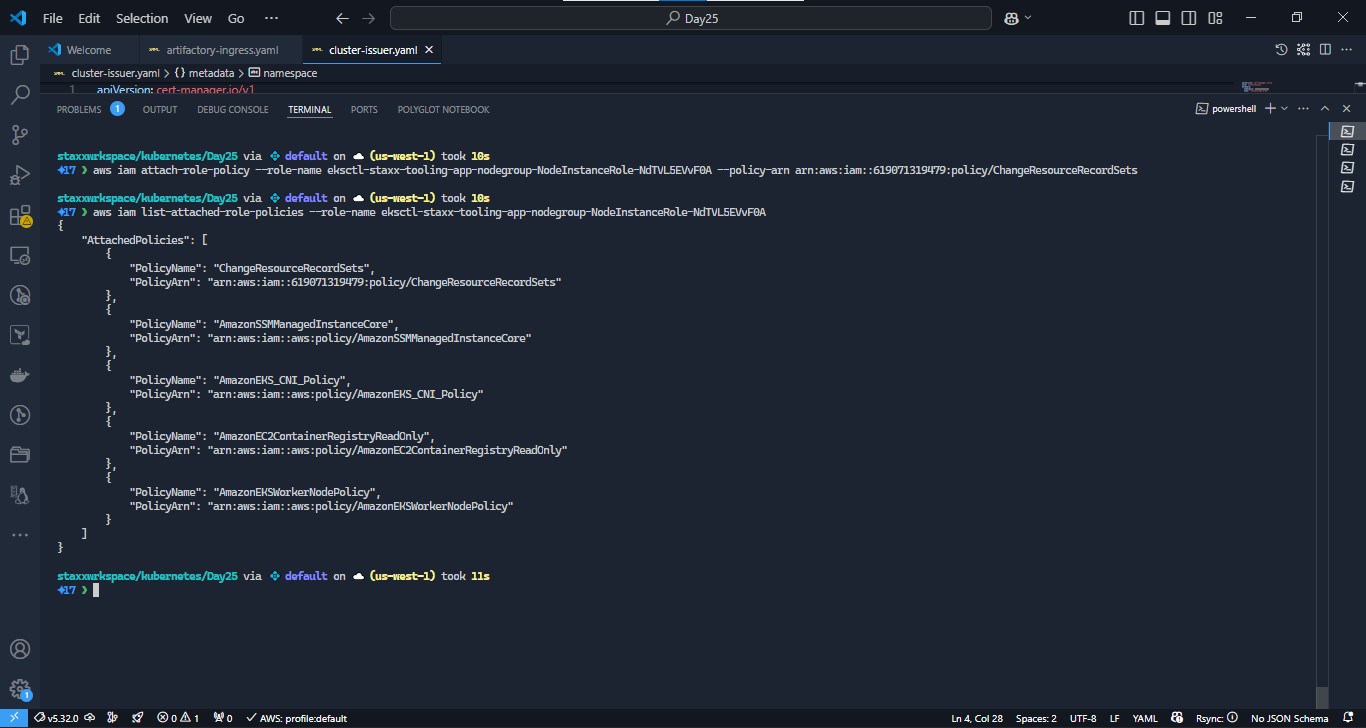 File Edit Selection View Go ··· Day25
Welcome artifactory-ingress.yaml cluster-issuer.yaml
cluster-issuer.yaml > {} metadata > namespace
1 apiVersion: cert-manager.io/v1
PROBLEMS 1 OUTPUT DEBUG CONSOLE TERMINAL PORTS POLYGLOT NOTEBOOK powershell
staxxwrkspace/kubernetes/Day25 via default on (us-west-1) took 10s
17 ❯ aws iam attach-role-policy --role-name eksctl-staxx-tooling-app-nodegroup-NodeInstanceRole-NdTVL5EVvF0A --policy-arn arn:aws:iam::619071319479:policy/ChangeResourceRecordSets
staxxwrkspace/kubernetes/Day25 via default on (us-west-1) took 10s
17 ❯ aws iam list-attached-role-policies --role-name eksctl-staxx-tooling-app-nodegroup-NodeInstanceRole-NdTVL5EVvF0A
{
"AttachedPolicies": [
{
"PolicyName": "ChangeResourceRecordSets",
"PolicyArn": "arn:aws:iam::619071319479:policy/ChangeResourceRecordSets"
},
{
"PolicyName": "AmazonSSMManagedInstanceCore",
"PolicyArn": "arn:aws:iam::aws:policy/AmazonSSMManagedInstanceCore"
},
{
"PolicyName": "AmazonEKS_CNI_Policy",
"PolicyArn": "arn:aws:iam::aws:policy/AmazonEKS_CNI_Policy"
},
{
"PolicyName": "AmazonEC2ContainerRegistryReadOnly",
"PolicyArn": "arn:aws:iam::aws:policy/AmazonEC2ContainerRegistryReadOnly"
},
{
"PolicyName": "AmazonEKSWorkerNodePolicy",
"PolicyArn": "arn:aws:iam::aws:policy/AmazonEKSWorkerNodePolicy"
}
]
}
staxxwrkspace/kubernetes/Day25 via default on (us-west-1) took 11s
17 ❯
1
v5.32.0 0 1 0 AWS: profile:default Ln 4, Col 28 Spaces: 2 UTF-8 LF YAML Rsync: No JSON Schema